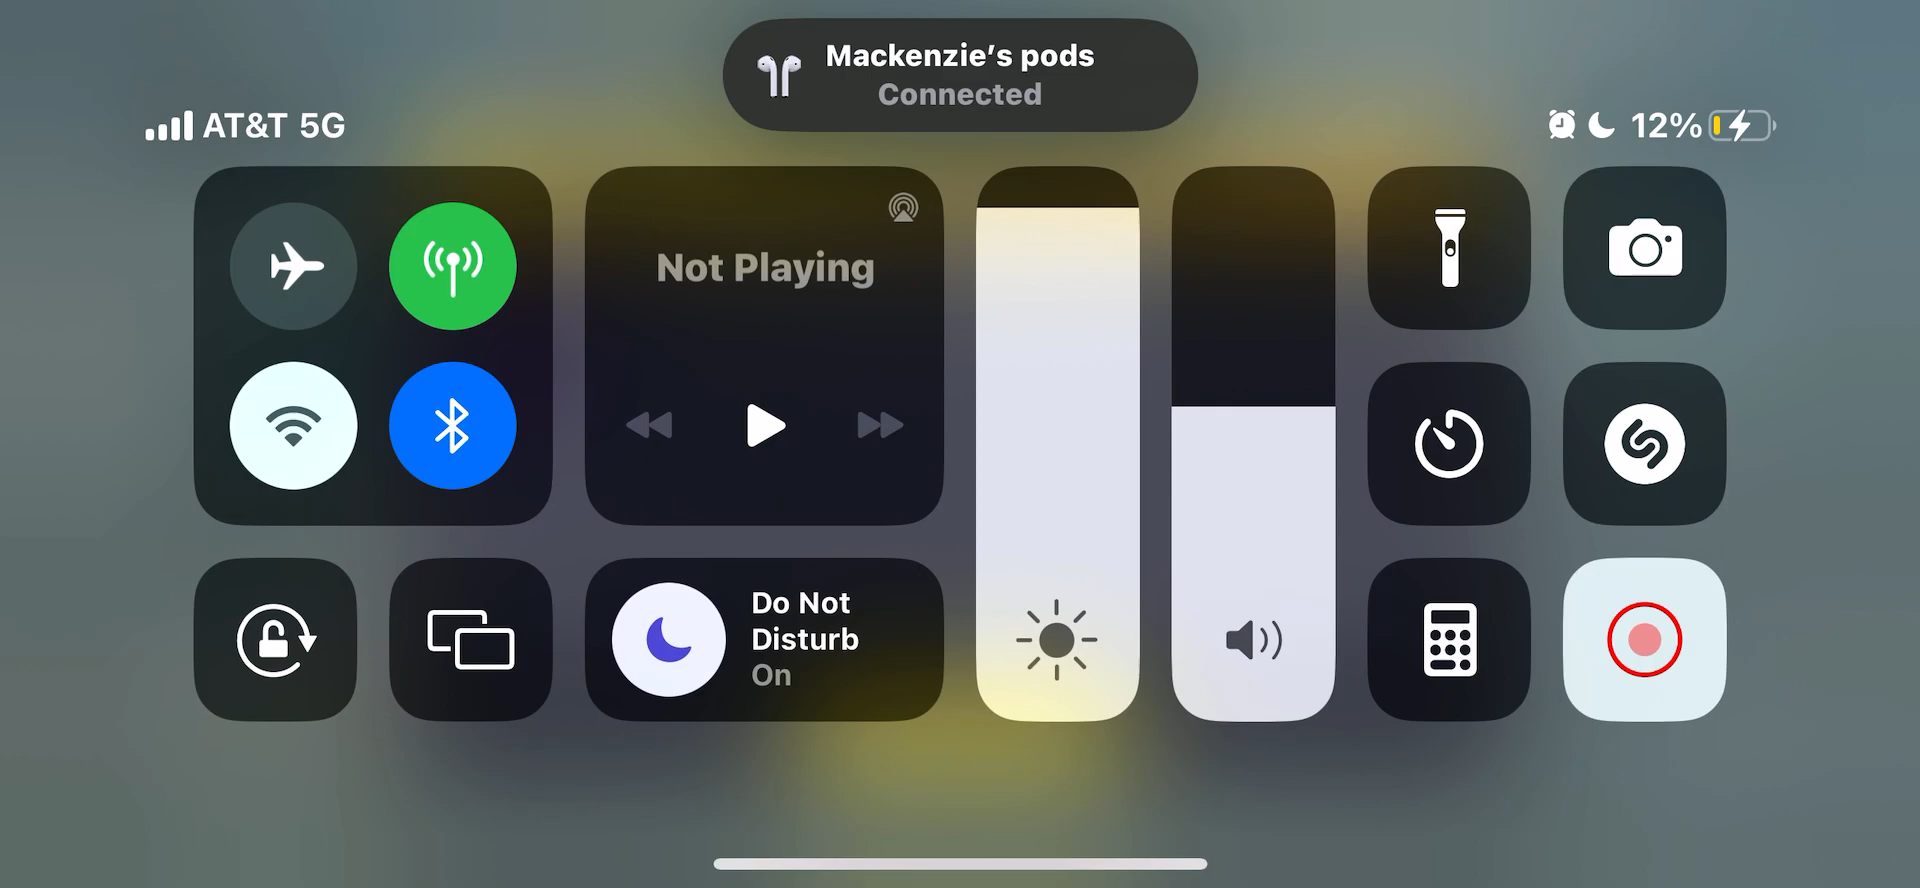 Mackenzie’s pods
Connected
AT&T 5G
12%
Not Playing
Do Not
Disturb
On